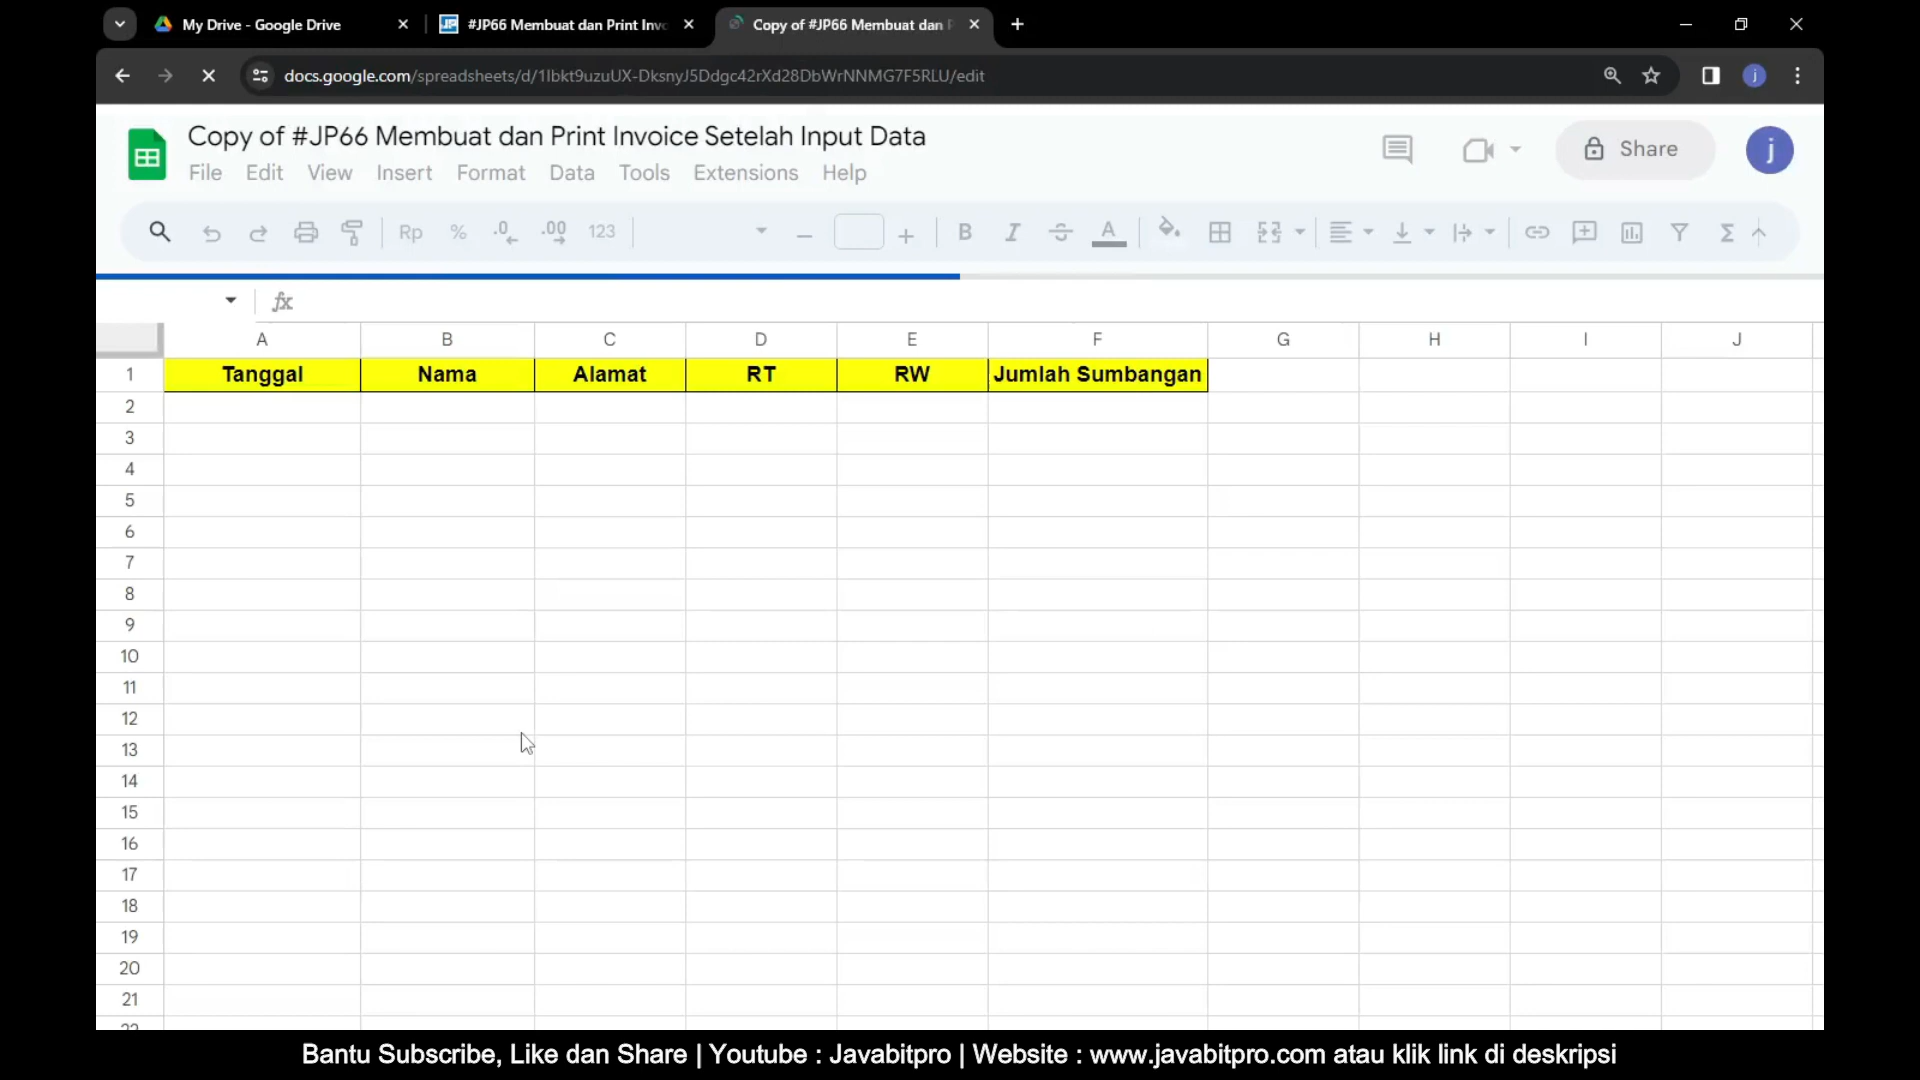 My Drive - Google Drive
#JP66 Membuat dan Print Inv
Copy of #JP66 Membuat dan
docs.google.com/spreadsheets/d/1lbkt9uzuUX-DksnyJ5Ddgc42rXd28DbWrNNMG7F5RLU/edit
j
Copy of #JP66 Membuat dan Print Invoice Setelah Input Data
File Edit View Insert Format Data Tools Extensions Help
Share
j
Rp % .0 .00 123 B I S A Σ
fx
A B C D E F G H I J
1 Tanggal Nama Alamat RT RW Jumlah Sumbangan
2
3
4
5
6
7
8
9
10
11
12
13
14
15
16
17
18
19
20
21
22
Bantu Subscribe, Like dan Share | Youtube : Javabitpro | Website : www.javabitpro.com atau klik link di deskripsi